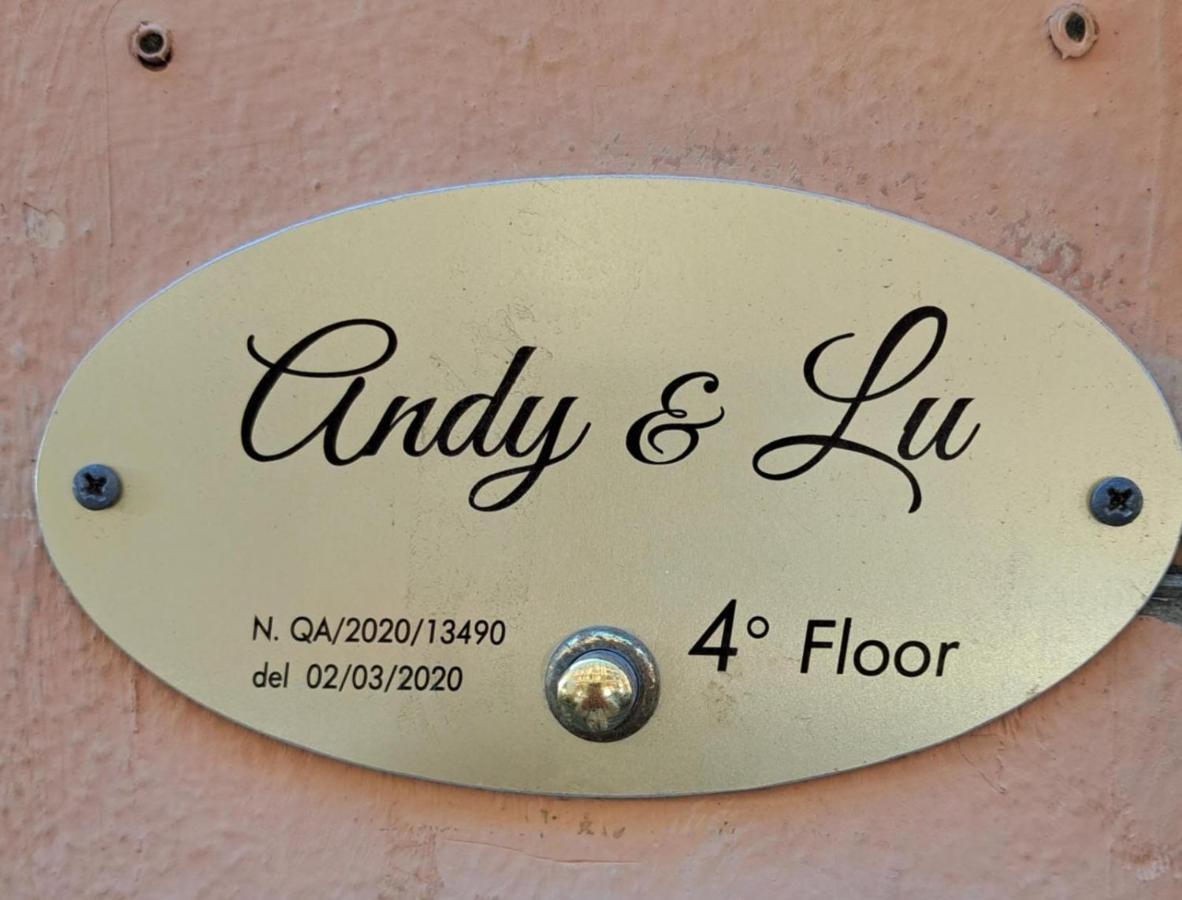 Andy & Lu
N. QA/2020/13490
del 02/03/2020
4° Floor